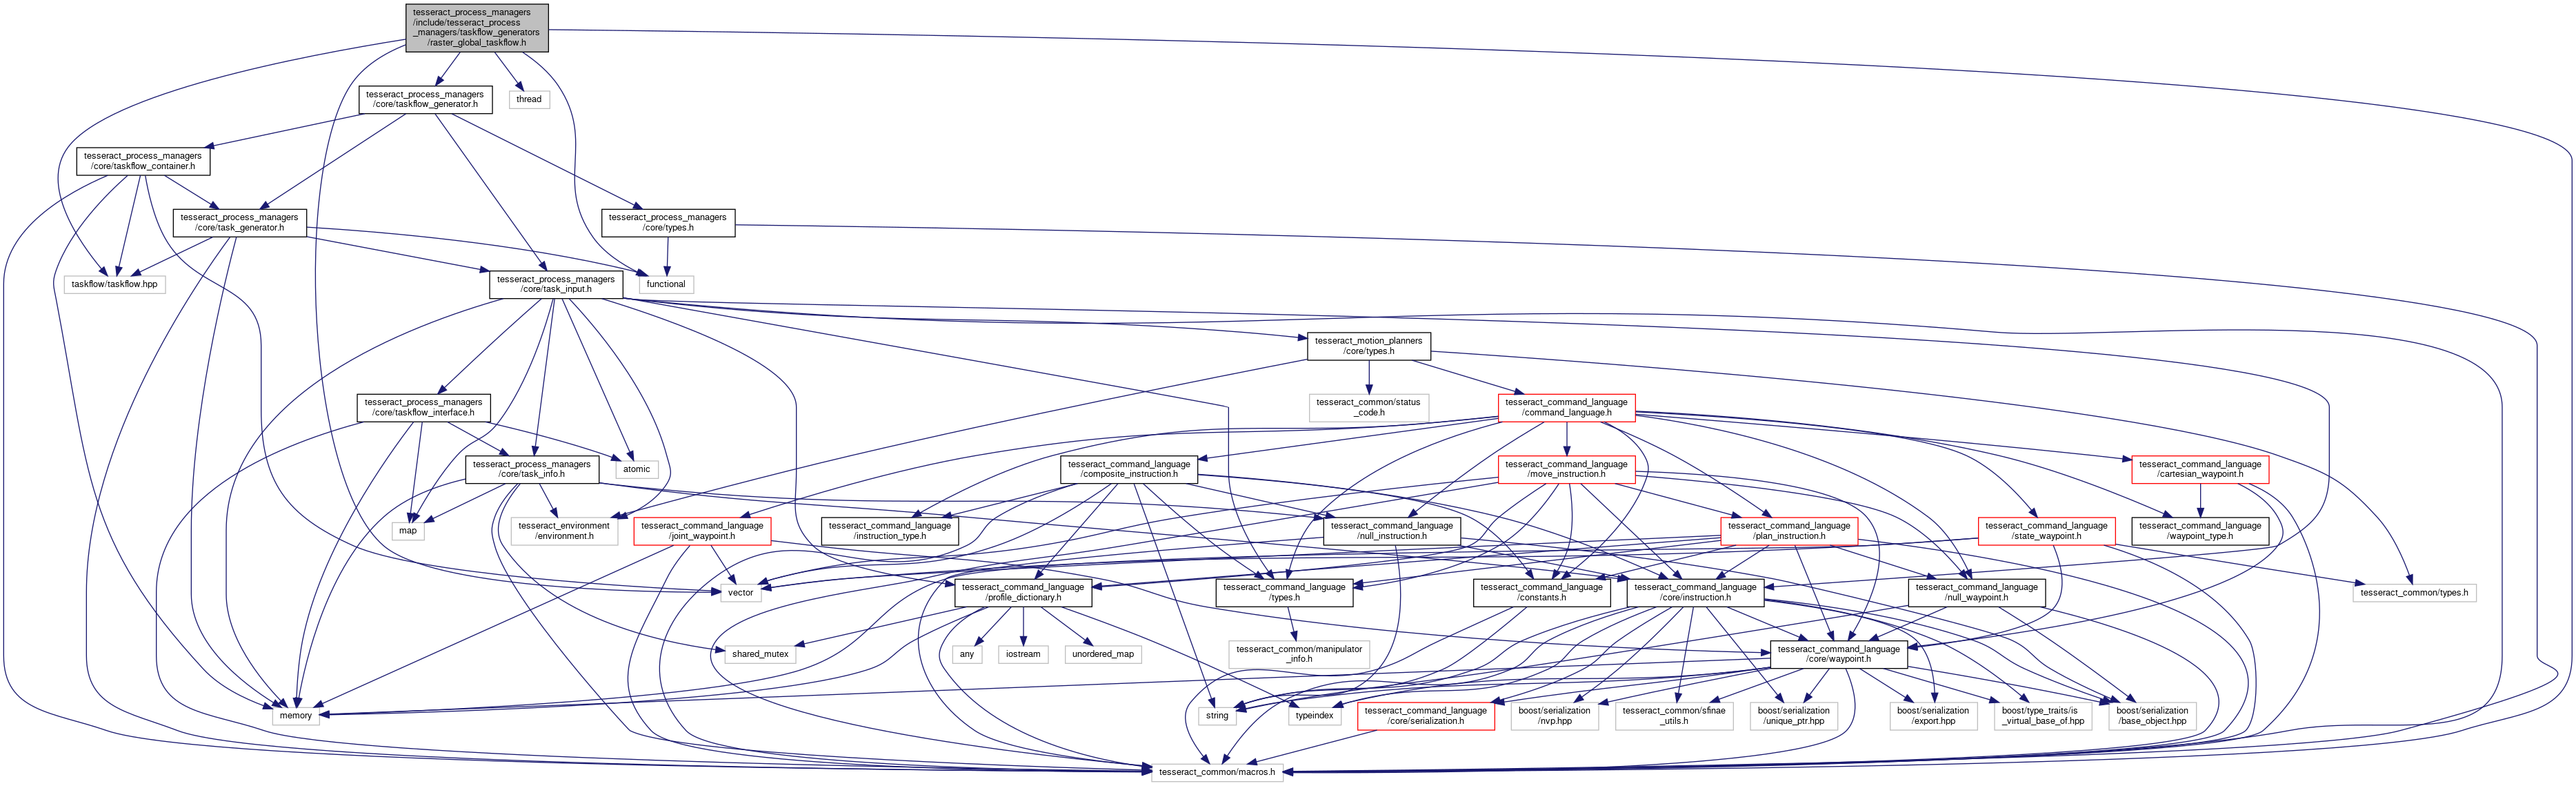 tesseract_process_managers
/include/tesseract_process
_managers/taskflow_generators
/raster_global_taskflow.h
tesseract_process_managers
/core/taskflow_generator.h
thread
tesseract_process_managers
/core/taskflow_container.h
tesseract_process_managers
/core/task_generator.h
tesseract_process_managers
/core/types.h
taskflow/taskflow.hpp
tesseract_process_managers
/core/task_input.h
functional
tesseract_motion_planners
/core/types.h
tesseract_process_managers
/core/taskflow_interface.h
tesseract_common/status
_code.h
tesseract_command_language
/command_language.h
tesseract_process_managers
/core/task_info.h
atomic
tesseract_command_language
/composite_instruction.h
tesseract_command_language
/move_instruction.h
tesseract_command_language
/cartesian_waypoint.h
map
tesseract_environment
/environment.h
tesseract_command_language
/joint_waypoint.h
tesseract_command_language
/instruction_type.h
tesseract_command_language
/null_instruction.h
tesseract_command_language
/plan_instruction.h
tesseract_command_language
/state_waypoint.h
tesseract_command_language
/waypoint_type.h
vector
tesseract_command_language
/profile_dictionary.h
tesseract_command_language
/types.h
tesseract_command_language
/constants.h
tesseract_command_language
/core/instruction.h
tesseract_command_language
/null_waypoint.h
tesseract_common/types.h
shared_mutex
any
iostream
unordered_map
tesseract_common/manipulator
_info.h
tesseract_command_language
/core/waypoint.h
memory
string
typeindex
tesseract_command_language
/core/serialization.h
boost/serialization
/nvp.hpp
tesseract_common/sfinae
_utils.h
boost/serialization
/unique_ptr.hpp
boost/serialization
/export.hpp
boost/type_traits/is
_virtual_base_of.hpp
boost/serialization
/base_object.hpp
tesseract_common/macros.h